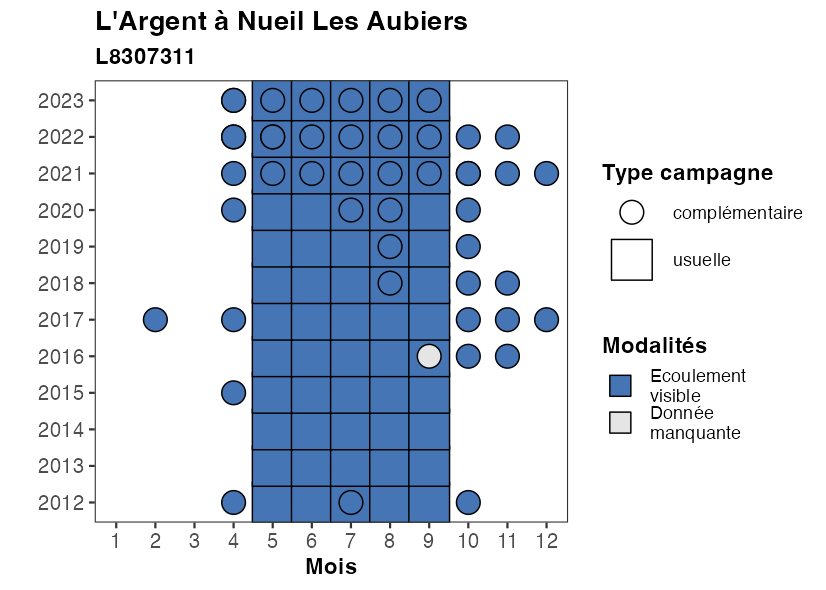 L'Argent à Nueil Les Aubiers
L8307311
2023
2022
2021
2020
2019
2018
2017
2016
2015
2014
2013
2012
1 2 3 4 5 6 7 8 9 10 11 12
Mois
Type campagne
complémentaire
usuelle
Modalités
Ecoulement
visible
Donnée
manquante